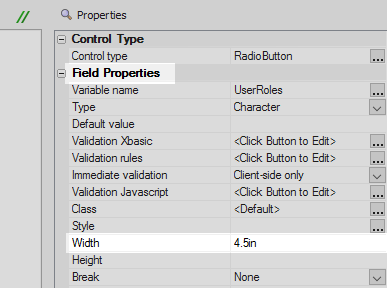 // Properties
Control Type
Control type RadioButton ...
Field Properties
Variable name UserRoles ...
Type Character
Default value
Validation Xbasic <Click Button to Edit> ...
Validation rules <Click Button to Edit> ...
Immediate validation Client-side only
Validation Javascript <Click Button to Edit> ...
Class <Default> ...
Style ...
Width 4.5in
Height
Break None